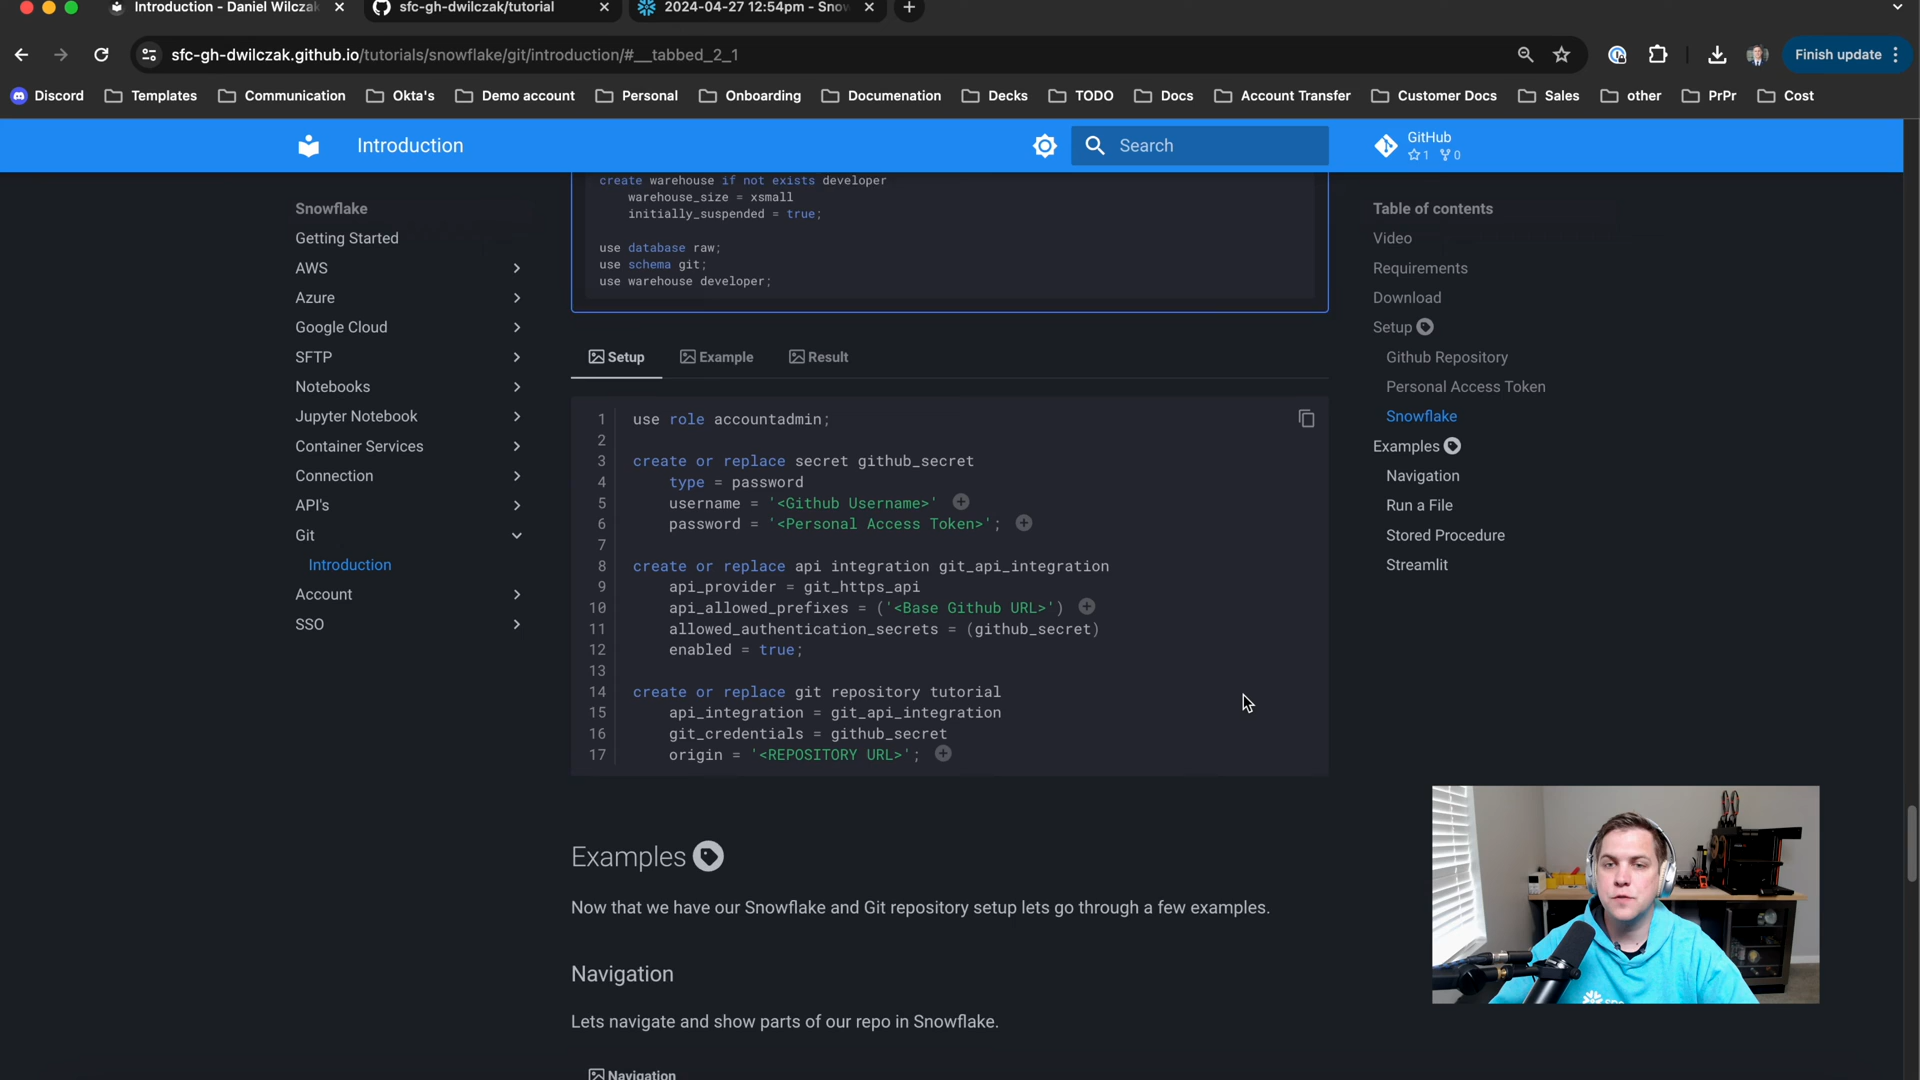 Introduction - Daniel Wilczak
sfc-gh-dwilczak/tutorial
2024-04-27 12:54pm - Snow
sfc-gh-dwilczak.github.io/tutorials/snowflake/git/introduction/#__tabbed_2_1
Finish update
Discord
Templates
Communication
Okta's
Demo account
Personal
Onboarding
Documenation
Decks
TODO
Docs
Account Transfer
Customer Docs
Sales
other
PrPr
Cost
Introduction
Search
GitHub
1 0
Snowflake
Getting Started
AWS
Azure
Google Cloud
SFTP
Notebooks
Jupyter Notebook
Container Services
Connection
API's
Git
Introduction
Account
SSO
create warehouse if not exists developer
warehouse_size = xsmall
initially_suspended = true;
use database raw;
use schema git;
use warehouse developer;
Setup
Example
Result
1 use role accountadmin;
2
3 create or replace secret github_secret
4 type = password
5 username = '<Github Username>'
6 password = '<Personal Access Token>';
7
8 create or replace api integration git_api_integration
9 api_provider = git_https_api
10 api_allowed_prefixes = ('<Base Github URL>')
11 allowed_authentication_secrets = (github_secret)
12 enabled = true;
13
14 create or replace git repository tutorial
15 api_integration = git_api_integration
16 git_credentials = github_secret
17 origin = '<REPOSITORY URL>';
Examples
Now that we have our Snowflake and Git repository setup lets go through a few examples.
Navigation
Lets navigate and show parts of our repo in Snowflake.
Navigation
Table of contents
Video
Requirements
Download
Setup
Github Repository
Personal Access Token
Snowflake
Examples
Navigation
Run a File
Stored Procedure
Streamlit